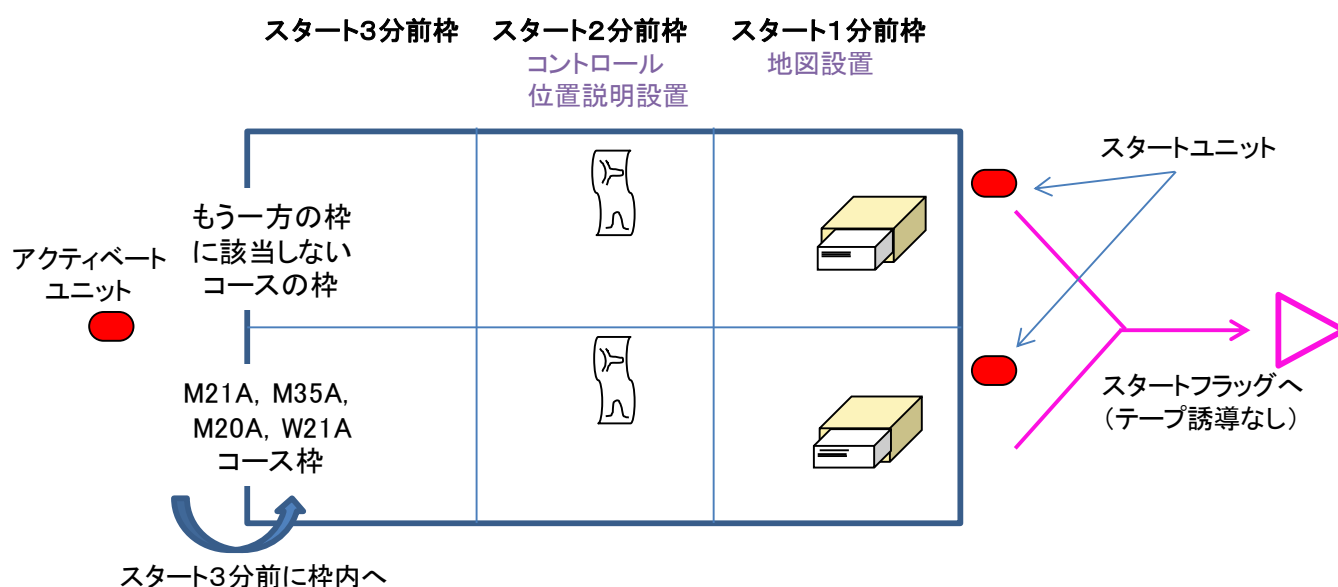 スタート3分前枠
スタート2分前枠
スタート1分前枠
コントロール
位置説明設置
地図設置
スタートユニット
もう一方の枠
に該当しない
コースの枠
アクティベート
ユニット
M21A, M35A,
M20A, W21A
コース枠
スタートフラッグへ
(テープ誘導なし)
スタート3分前に枠内へ